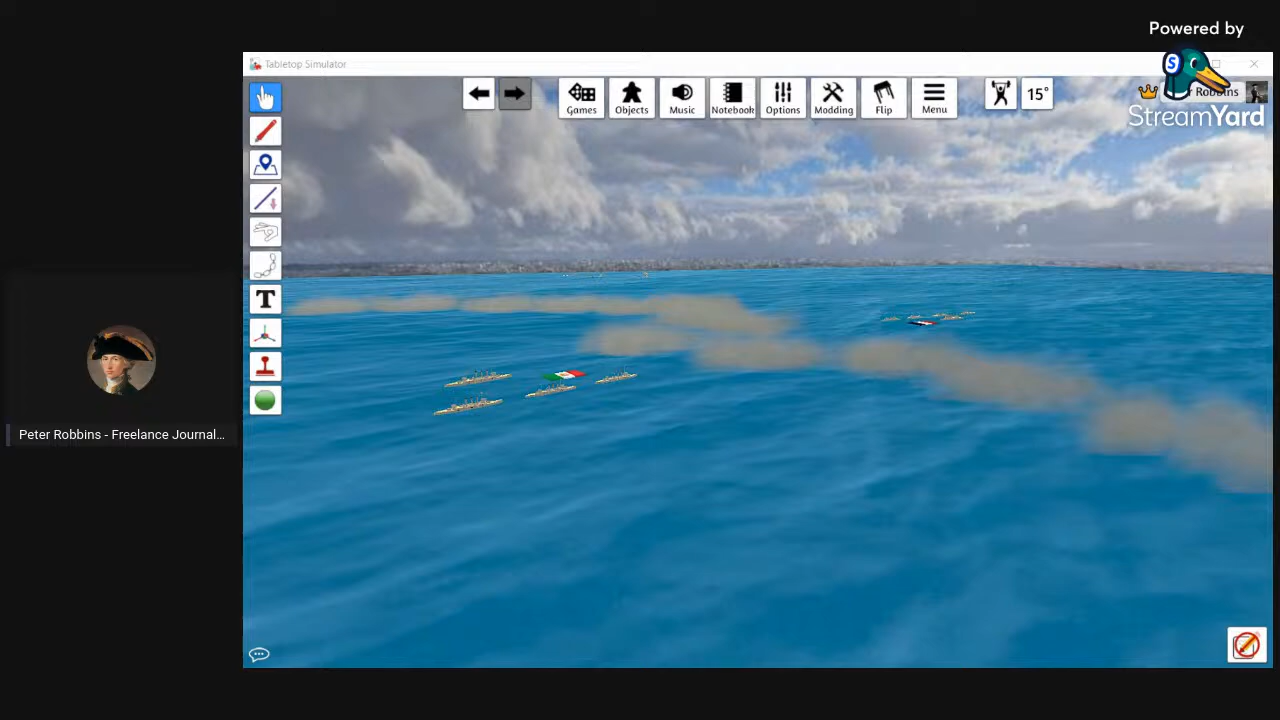 Powered by
Tabletop Simulator
Games
Objects
Music
Notebook
Options
Modding
Flip
Menu
15°
Robbins
S
StreamYard
T
Peter Robbins - Freelance Journal...